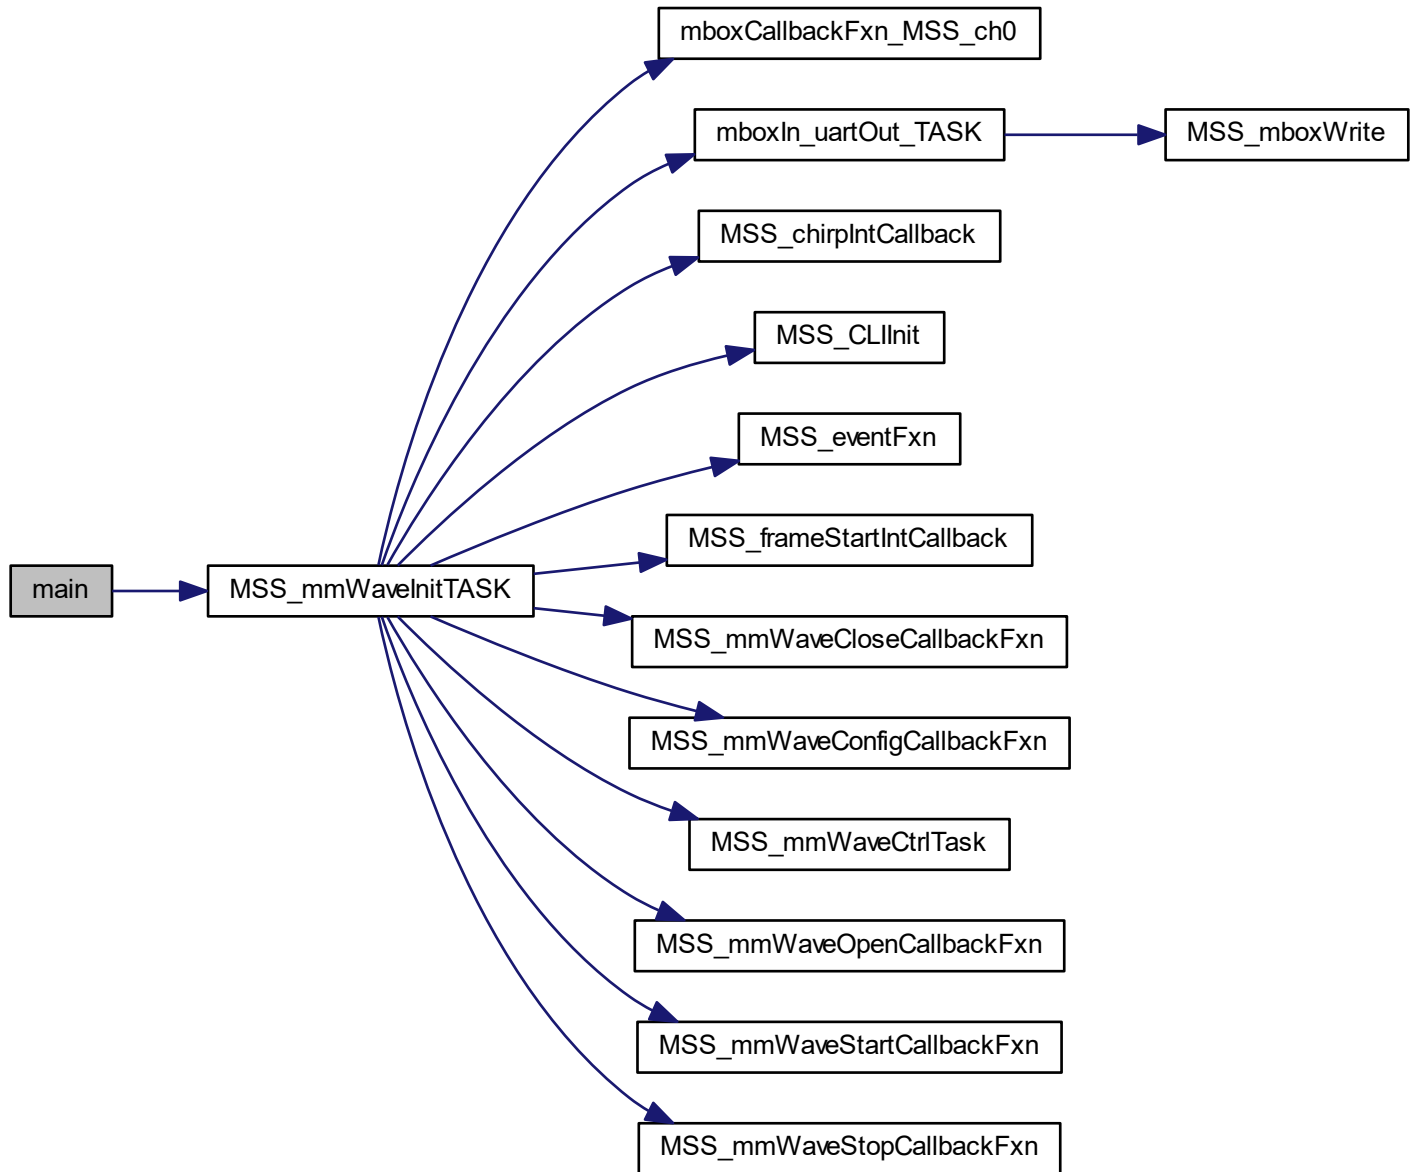 mboxCallbackFxn_MSS_ch0
mboxIn_uartOut_TASK
MSS_mboxWrite
MSS_chirpIntCallback
MSS_CLIInit
MSS_eventFxn
MSS_frameStartIntCallback
main
MSS_mmWaveInitTASK
MSS_mmWaveCloseCallbackFxn
MSS_mmWaveConfigCallbackFxn
MSS_mmWaveCtrlTask
MSS_mmWaveOpenCallbackFxn
MSS_mmWaveStartCallbackFxn
MSS_mmWaveStopCallbackFxn